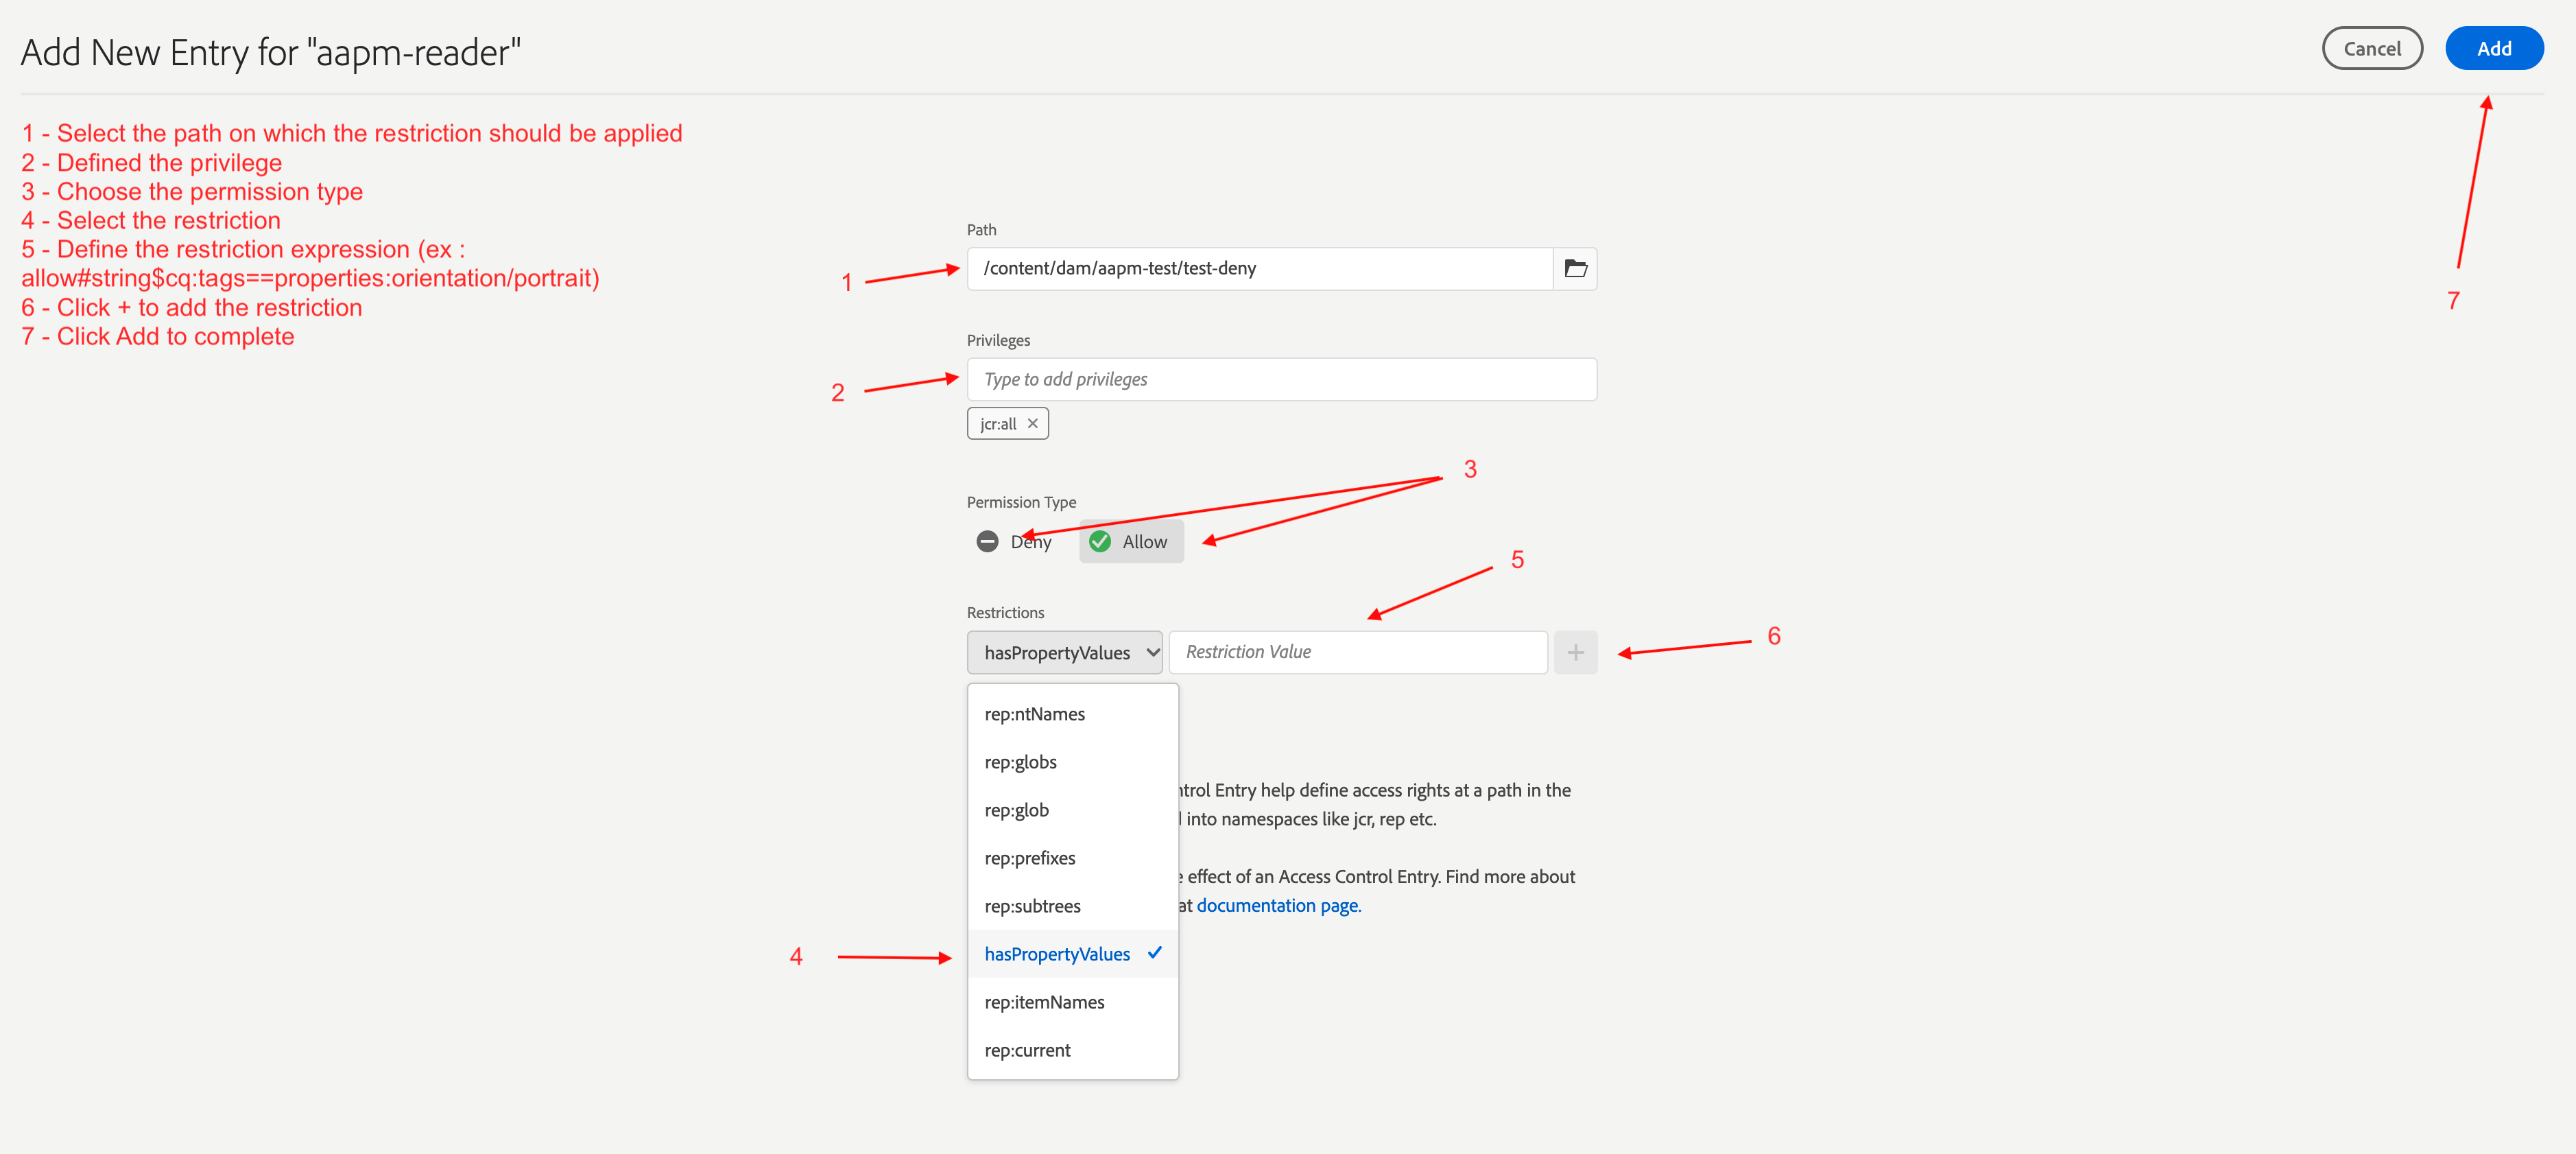 Add New Entry for "aapm-reader"
Cancel
Add
1 - Select the path on which the restriction should be applied
2 - Defined the privilege
3 - Choose the permission type
4 - Select the restriction
5 - Define the restriction expression (ex :
allow#string$cq:tags==properties:orientation/portrait)
6 - Click + to add the restriction
7 - Click Add to complete
7
Path
1
/content/dam/aapm-test/test-deny
Privileges
2
Type to add privileges
jcr:all
3
Permission Type
Deny
Allow
5
Restrictions
hasPropertyValues
Restriction Value
+
6
rep:ntNames
rep:globs
rep:glob
rep:prefixes
rep:subtrees
4
hasPropertyValues
rep:itemNames
rep:current
Entry help define access rights at a path in the
into namespaces like jcr, rep etc.
effect of an Access Control Entry. Find more about
at documentation page.